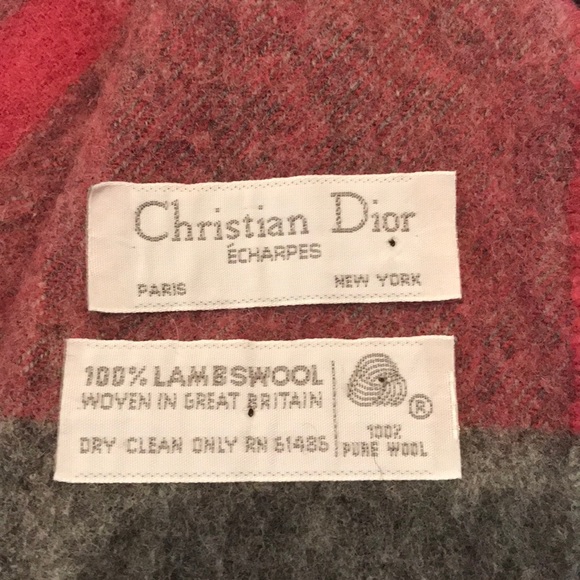 Christian Dior
ÉCHARPES
PARIS NEW YORK
100% LAMBSWOOL
WOVEN IN GREAT BRITAIN
DRY CLEAN ONLY RN 61486
®
100%
PURE WOOL